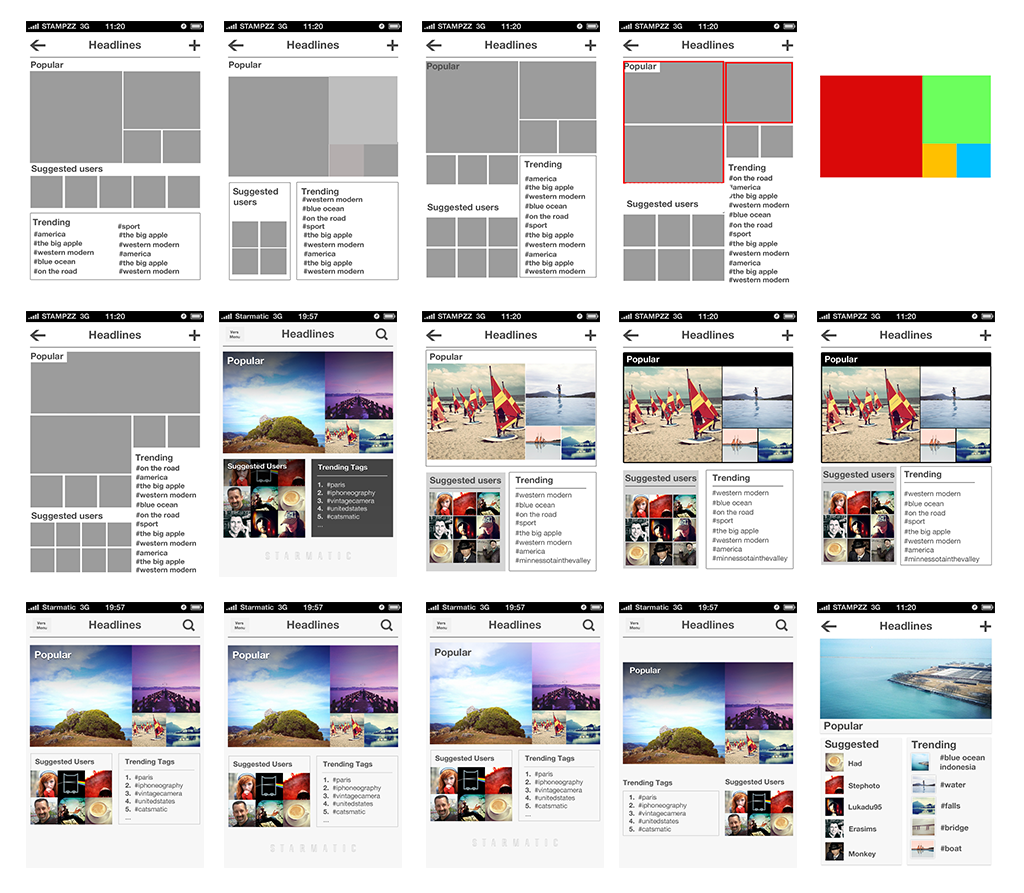 STAMPZZ 3G 11:20
Headlines
Popular
Suggested users
Trending
#america
#the big apple
#western modern
#blue ocean
#on the road
#sport
#the big apple
#western modern
#america
#the big apple
#western modern
STAMPZZ 3G 11:20
Headlines
Popular
Suggested
users
Trending
#western modern
#blue ocean
#on the road
#sport
#the big apple
#western modern
#america
#the big apple
#western modern
STAMPZZ 3G 11:20
Headlines
Popular
Suggested users
Trending
#america
#the big apple
#western modern
#blue ocean
#on the road
#sport
#the big apple
#western modern
#america
#the big apple
#western modern
STAMPZZ 3G 11:20
Headlines
Popular
Suggested users
Trending
#on the road
#america
#the big apple
#western modern
#blue ocean
#on the road
#sport
#the big apple
#western modern
#america
#the big apple
#western modern
STAMPZZ 3G 11:20
Headlines
Popular
Suggested users
Trending
#on the road
#america
#the big apple
#western modern
#blue ocean
#on the road
#sport
#the big apple
#western modern
#america
#the big apple
#western modern
Starmatic 3G 19:57
Vers
Menu
Headlines
Popular
Suggested Users
Trending Tags
1. #paris
2. #iphoneography
3. #vintagecamera
4. #unitedstates
5. #catsmatic
...
STARMATIC
STAMPZZ 3G 11:20
Headlines
Popular
Suggested users
Trending
#western modern
#blue ocean
#on the road
#sport
#the big apple
#western modern
#america
#minnessotainthevalley
STAMPZZ 3G 11:20
Headlines
Popular
Suggested users
Trending
#western modern
#blue ocean
#on the road
#sport
#the big apple
#western modern
#america
#minnessotainthevalley
STAMPZZ 3G 11:20
Headlines
Popular
Suggested users
Trending
#western modern
#blue ocean
#on the road
#sport
#the big apple
#western modern
#america
#minnessotainthevalley
Starmatic 3G 19:57
Vers
Menu
Headlines
Popular
Suggested Users
Trending Tags
1. #paris
2. #iphoneography
3. #vintagecamera
4. #unitedstates
5. #catsmatic
...
Starmatic 3G 19:57
Vers
Menu
Headlines
Popular
Suggested Users
Trending Tags
1. #paris
2. #iphoneography
3. #vintagecamera
4. #unitedstates
5. #catsmatic
...
STARMATIC
Starmatic 3G 19:57
Vers
Menu
Headlines
Popular
Suggested Users
Trending Tags
1. #paris
2. #iphoneography
3. #vintagecamera
4. #unitedstates
5. #catsmatic
...
STARMATIC
Starmatic 3G 19:57
Vers
Menu
Headlines
Popular
Trending Tags
1. #paris
2. #iphoneography
3. #vintagecamera
4. #unitedstates
5. #catsmatic
Suggested Users
STAMPZZ 3G 11:20
Headlines
Popular
Suggested
Had
Stephoto
Lukadu95
Erasims
Monkey
Trending
#blue ocean
indonesia
#water
#falls
#bridge
#boat